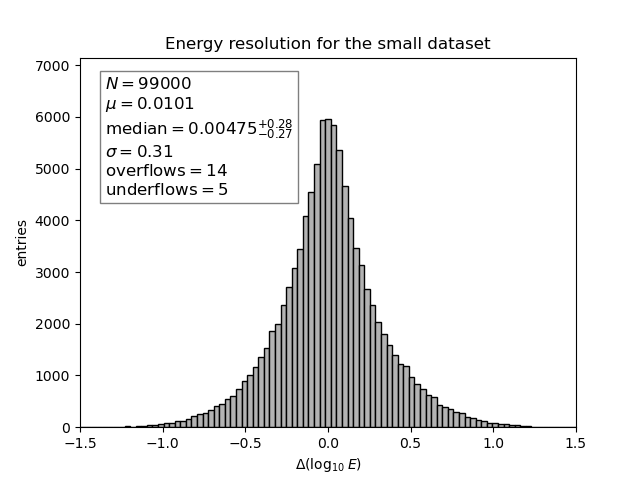 Energy resolution for the small dataset
7000
6000
5000
4000
3000
2000
1000
0
entries
N = 99000
μ = 0.0101
median = 0.00475 +0.28 −0.27
σ = 0.31
overflows = 14
underflows = 5
−1.5 −1.0 −0.5 0.0 0.5 1.0 1.5
Δ(log₁₀ E)